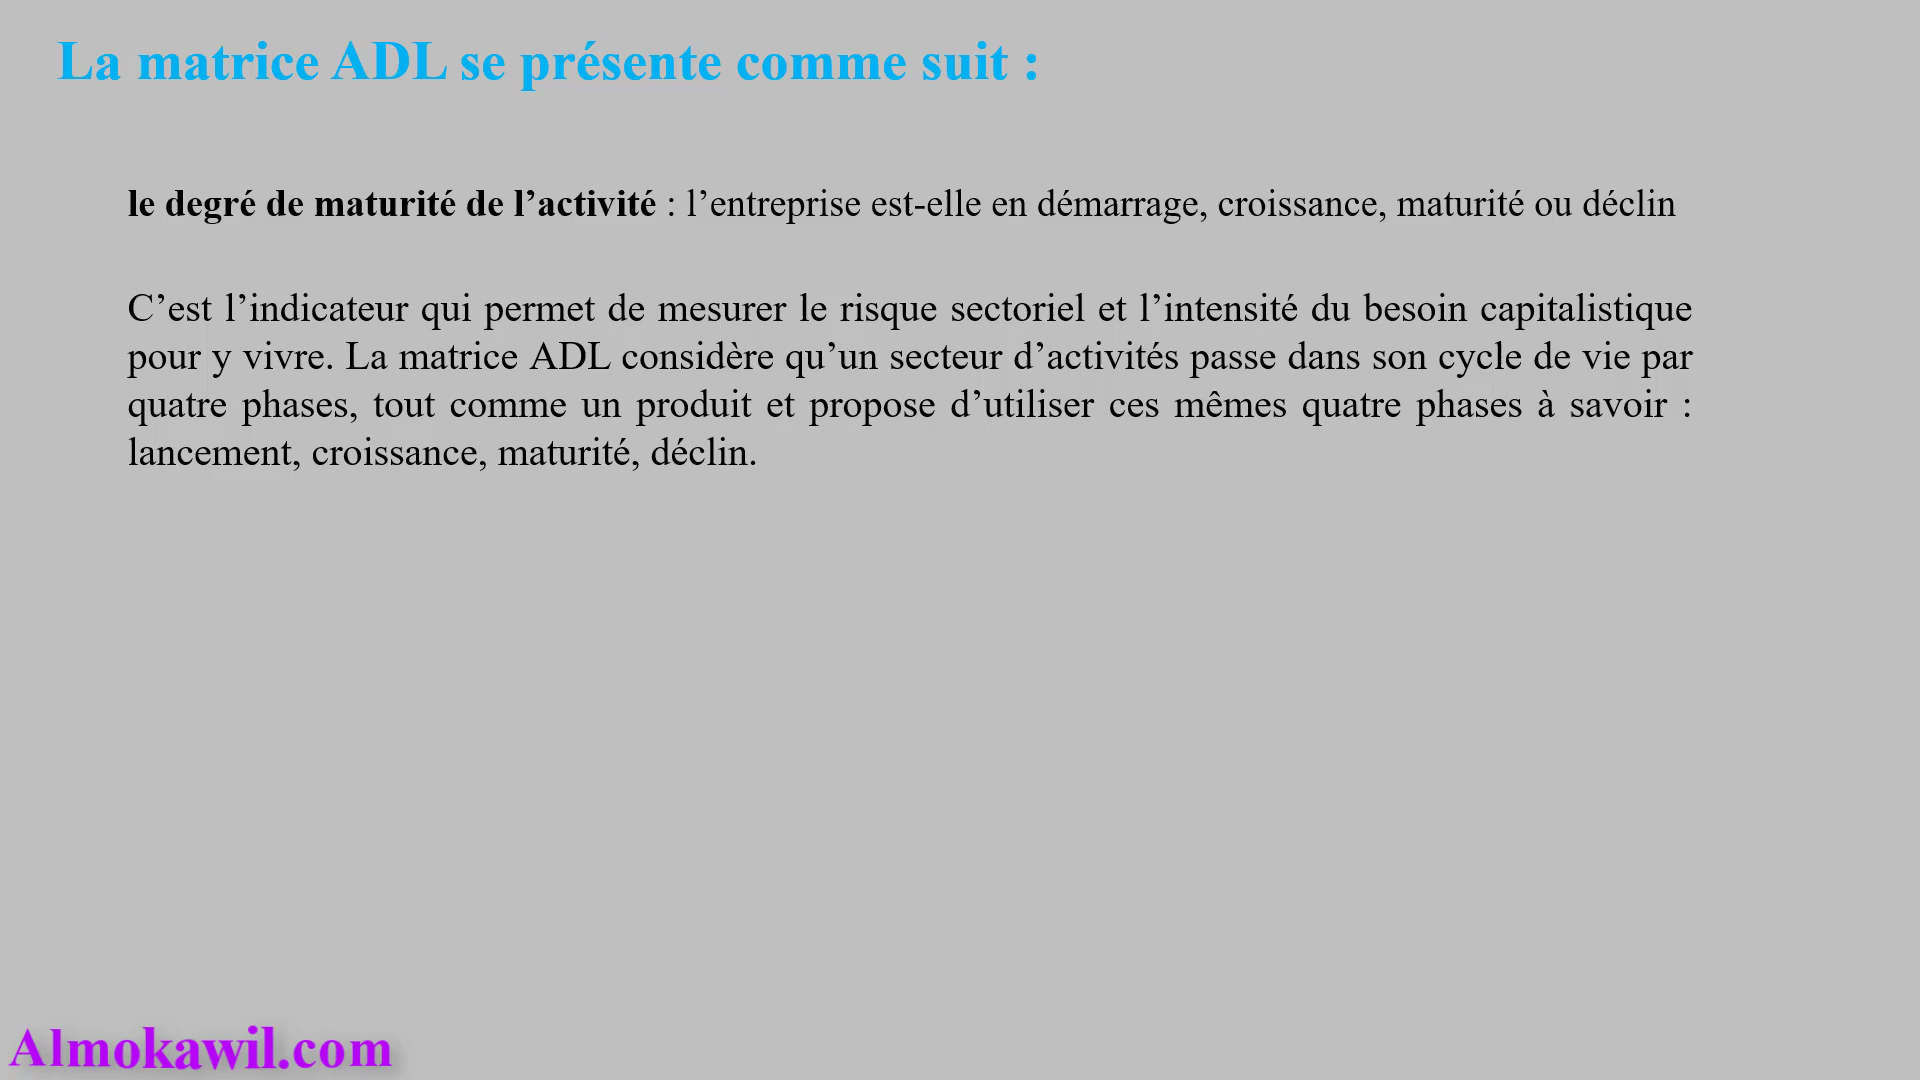 La matrice ADL se présente comme suit :
le degré de maturité de l’activité : l’entreprise est-elle en démarrage, croissance, maturité ou déclin
C’est l’indicateur qui permet de mesurer le risque sectoriel et l’intensité du besoin capitalistique
pour y vivre. La matrice ADL considère qu’un secteur d’activités passe dans son cycle de vie par
quatre phases, tout comme un produit et propose d’utiliser ces mêmes quatre phases à savoir :
lancement, croissance, maturité, déclin.
Almokawil.com